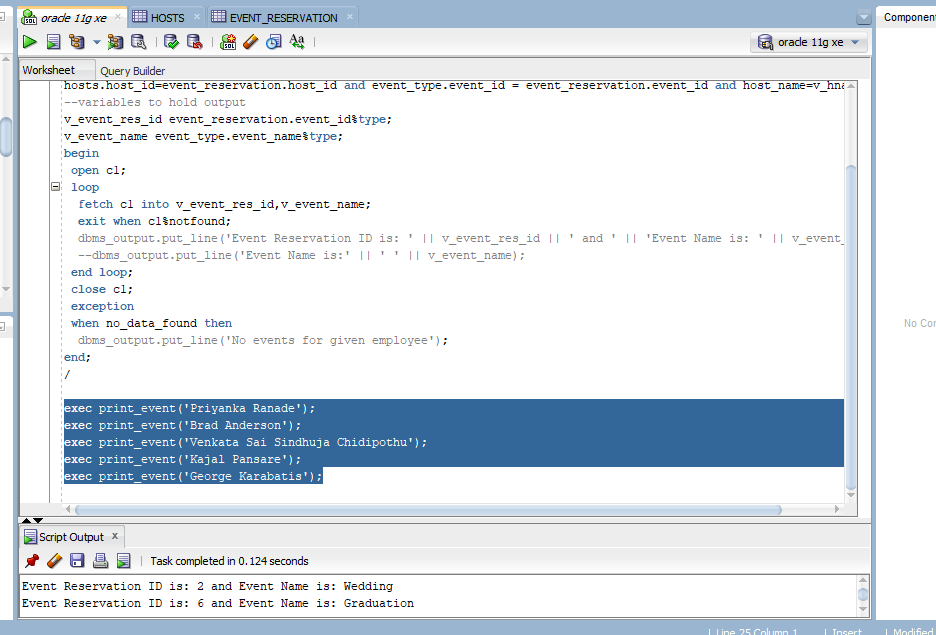 oracle 11g xe
HOSTS
EVENT_RESERVATION
Component
oracle 11g xe
Worksheet
Query Builder
hosts.host_id=event_reservation.host_id and event_type.event_id = event_reservation.event_id and host_name=v_hna
--variables to hold output
v_event_res_id event_reservation.event_id%type;
v_event_name event_type.event_name%type;
begin
open c1;
loop
fetch c1 into v_event_res_id,v_event_name;
exit when c1%notfound;
dbms_output.put_line('Event Reservation ID is: ' || v_event_res_id || ' and ' || 'Event Name is: ' || v_event_
--dbms_output.put_line('Event Name is:' || ' ' || v_event_name);
end loop;
close c1;
exception
when no_data_found then
dbms_output.put_line('No events for given employee');
end;
/
exec print_event('Priyanka Ranade');
exec print_event('Brad Anderson');
exec print_event('Venkata Sai Sindhuja Chidipothu');
exec print_event('Kajal Pansare');
exec print_event('George Karabatis');
No Cor
Script Output
Task completed in 0.124 seconds
Event Reservation ID is: 2 and Event Name is: Wedding
Event Reservation ID is: 6 and Event Name is: Graduation
Line 25 Column 1
Insert
Modified